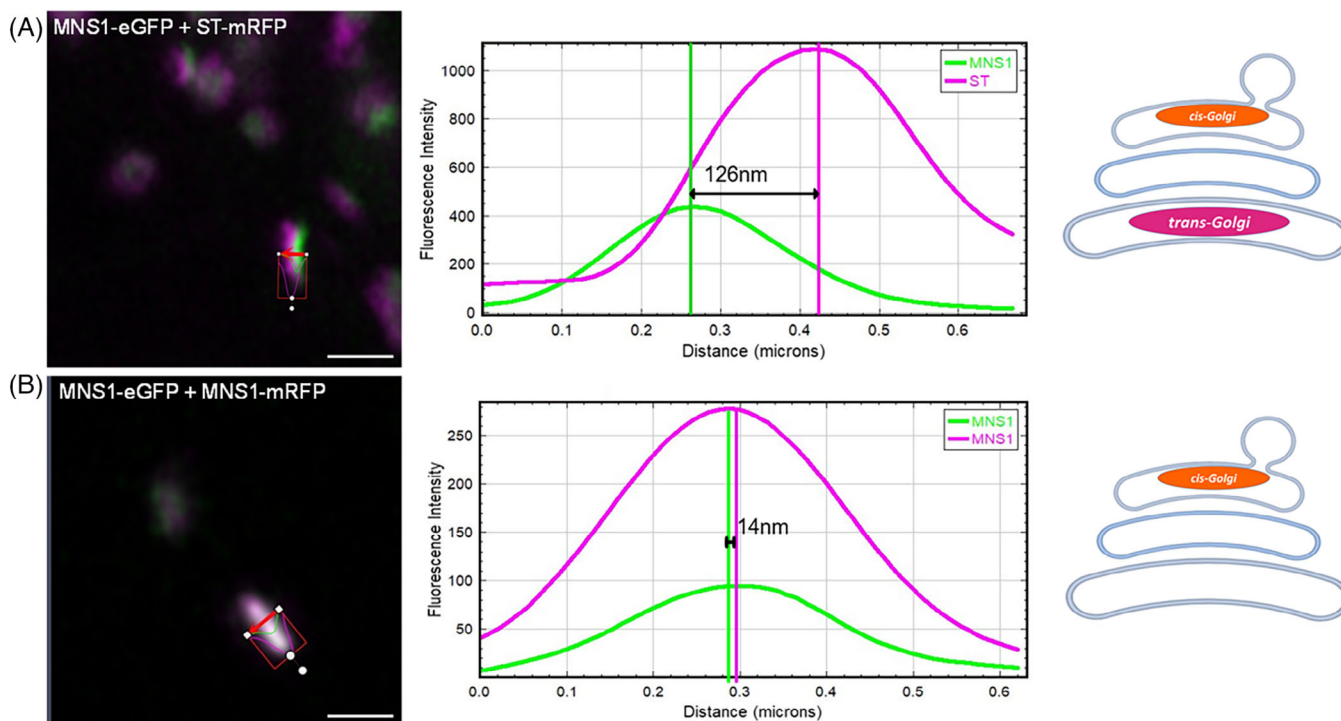 (A)
MNS1-eGFP + ST-mRFP
Fluorescence Intensity
1000
800
600
400
200
0
126nm
MNS1
ST
0.0 0.1 0.2 0.3 0.4 0.5 0.6
Distance (microns)
cis-Golgi
trans-Golgi
(B)
MNS1-eGFP + MNS1-mRFP
Fluorescence Intensity
250
200
150
100
50
14nm
MNS1
MNS1
0.0 0.1 0.2 0.3 0.4 0.5 0.6
Distance (microns)
cis-Golgi